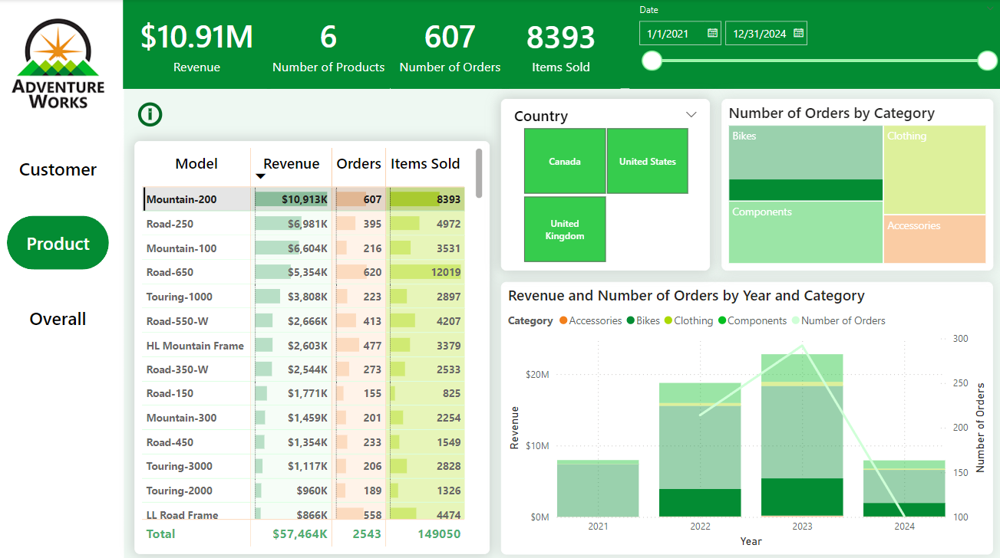 ADVENTURE
WORKS
Customer
Product
Overall
$10.91M
Revenue
6
Number of Products
607
Number of Orders
8393
Items Sold
Date
1/1/2021
12/31/2024
Model Revenue Orders Items Sold
Mountain-200 $10,913K 607 8393
Road-250 $6,981K 395 4972
Mountain-100 $6,604K 216 3531
Road-650 $5,354K 620 12019
Touring-1000 $3,808K 223 2897
Road-550-W $2,666K 413 4207
HL Mountain Frame $2,603K 477 3379
Road-350-W $2,544K 273 2533
Road-150 $1,771K 155 825
Mountain-300 $1,459K 201 2254
Road-450 $1,354K 233 1549
Touring-3000 $1,117K 206 2828
Touring-2000 $960K 189 1326
LL Road Frame $866K 558 4474
Total $57,464K 2543 149050
Country
Canada
United States
United
Kingdom
Number of Orders by Category
Bikes
Clothing
Components
Accessories
Revenue and Number of Orders by Year and Category
Category Accessories Bikes Clothing Components Number of Orders
Revenue
$20M
$10M
$0M
300
250
200
150
100
Number of Orders
2021 2022 2023 2024
Year